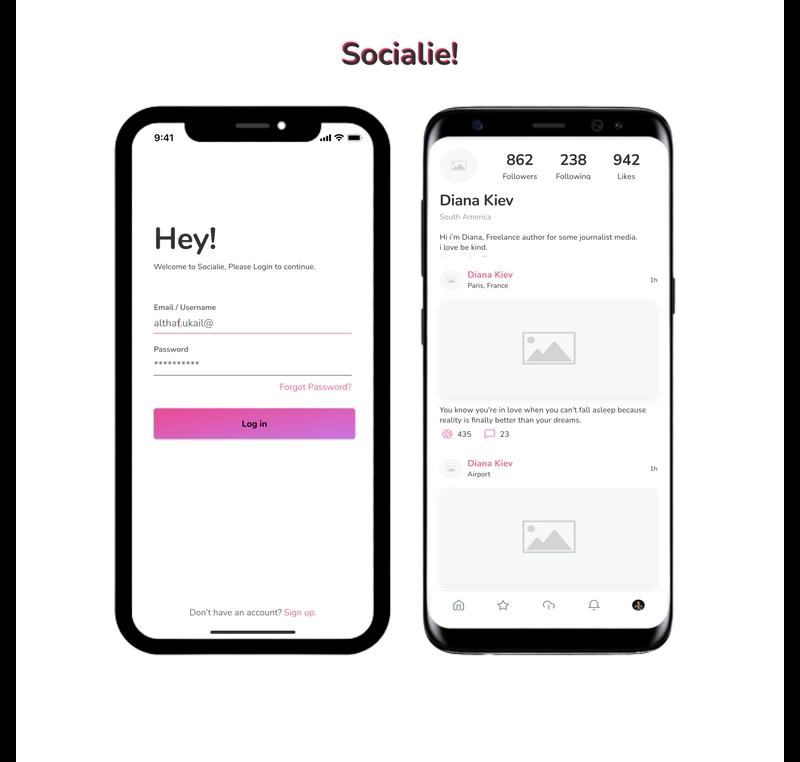 Socialie!
9:41
Hey!
Welcome to Socialie, Please Login to continue.
Email / Username
althaf.ukail@
Password
**********
Forgot Password?
Log in
Don't have an account? Sign up.
862 238 942
Followers Following Likes
Diana Kiev
South America
Hi i'm Diana, Freelance author for some journalist media.
i love be kind.
Diana Kiev
1h
Paris, France
You know you're in love when you can't fall asleep because
reality is finally better than your dreams.
435 23
Diana Kiev
1h
Airport